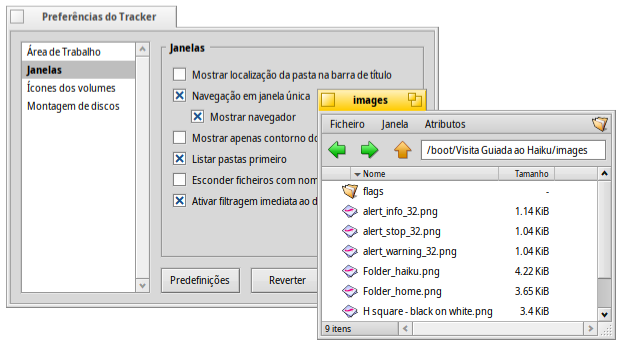 Preferências do Tracker
Área de Trabalho
Janelas
Ícones dos volumes
Montagem de discos
Janelas
Mostrar localização da pasta na barra de título
Navegação em janela única
Mostrar navegador
Mostrar apenas contorno do
Listar pastas primeiro
Esconder ficheiros com nom
Ativar filtragem imediata ao d
Predefinições
Reverter
images
Ficheiro Janela Atributos
/boot/Visita Guiada ao Haiku/images
Nome Tamanho
flags -
alert_info_32.png 1.14 KiB
alert_stop_32.png 1.04 KiB
alert_warning_32.png 1.04 KiB
Folder_haiku.png 4.22 KiB
Folder_home.png 3.65 KiB
H square - black on white.png 3.4 KiB
9 itens